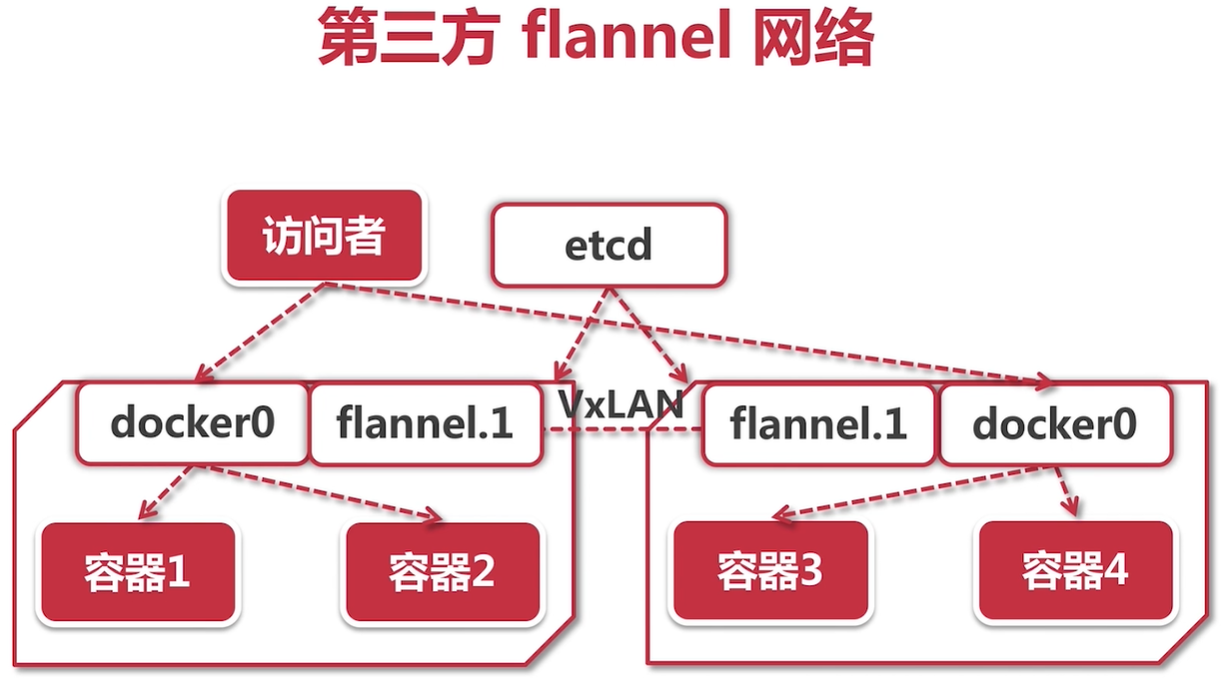 第三方 flannel 网络
访问者
etcd
docker0
flannel.1
VxLAN
flannel.1
docker0
容器1
容器2
容器3
容器4